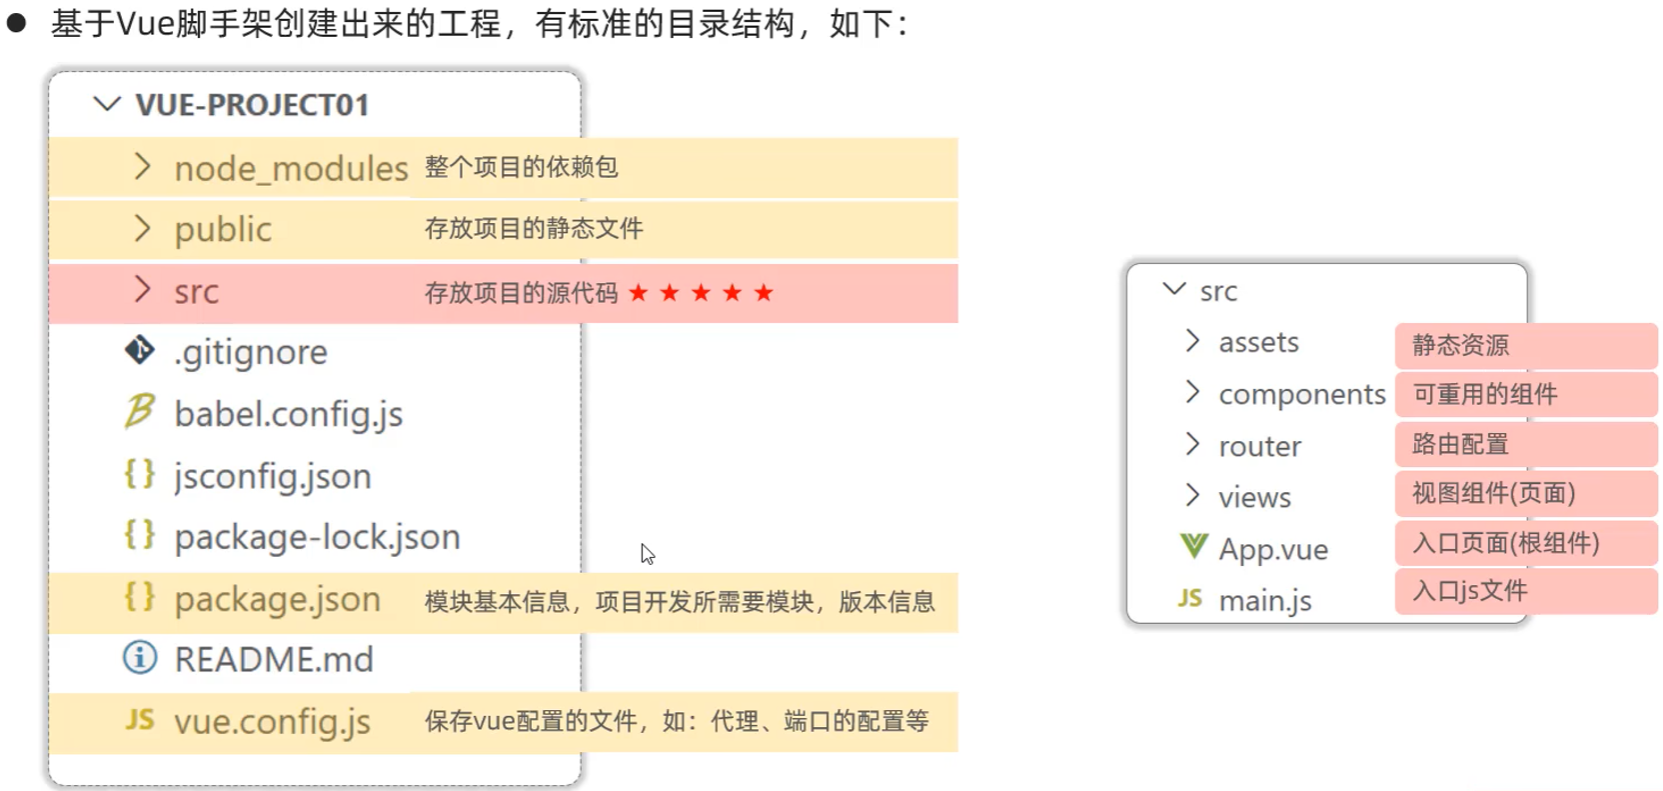 ● 基于Vue脚手架创建出来的工程，有标准的目录结构，如下：
VUE-PROJECT01
node_modules 整个项目的依赖包
public 存放项目的静态文件
src 存放项目的源代码 ★ ★ ★ ★ ★
.gitignore
babel.config.js
jsconfig.json
package-lock.json
package.json 模块基本信息，项目开发所需要模块，版本信息
README.md
vue.config.js 保存vue配置的文件，如：代理、端口的配置等
src
assets 静态资源
components 可重用的组件
router 路由配置
views 视图组件(页面)
App.vue 入口页面(根组件)
JS main.js 入口js文件